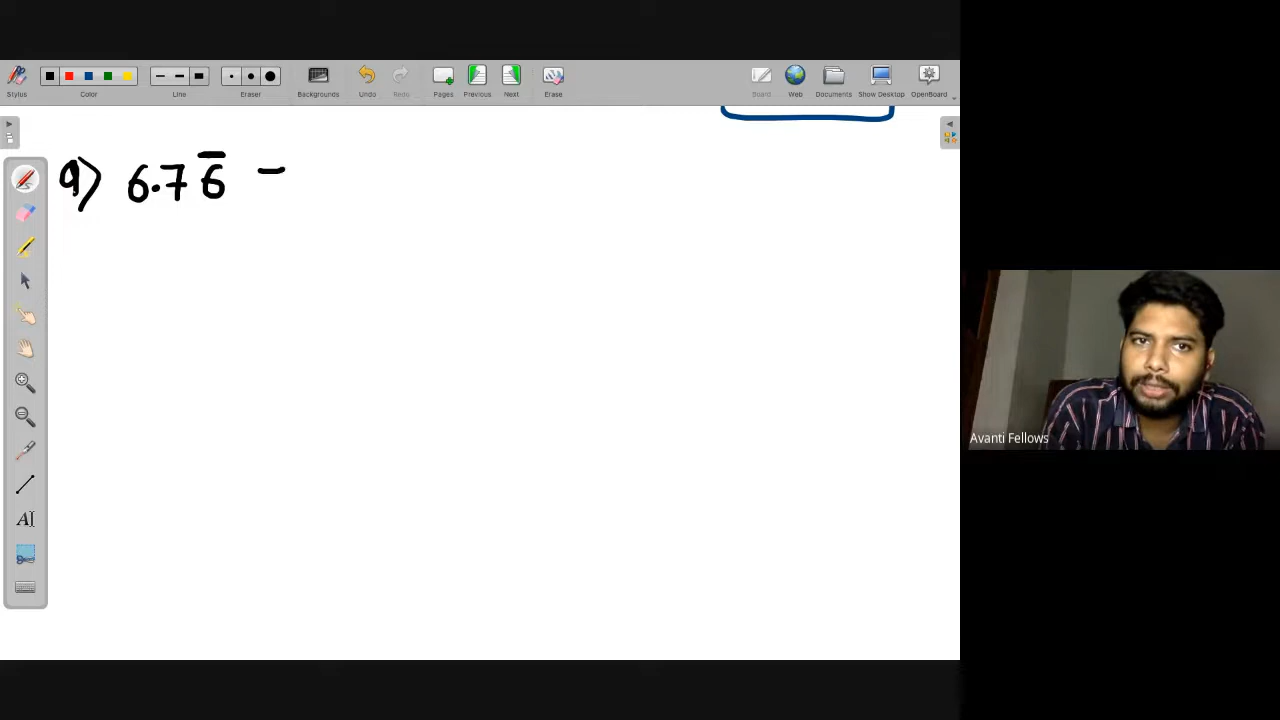 Stylus Color Line Eraser Backgrounds Undo Redo Pages Previous Next Erase Board Web Documents Show Desktop OpenBoard
9) 6.76̅ –
Avanti Fellows